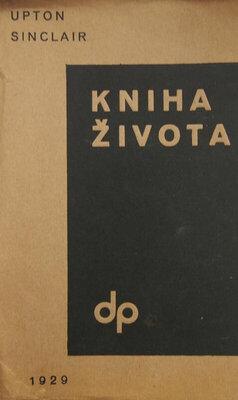 UPTON
SINCLAIR
KNIHA
ŽIVOTA
dp
1929